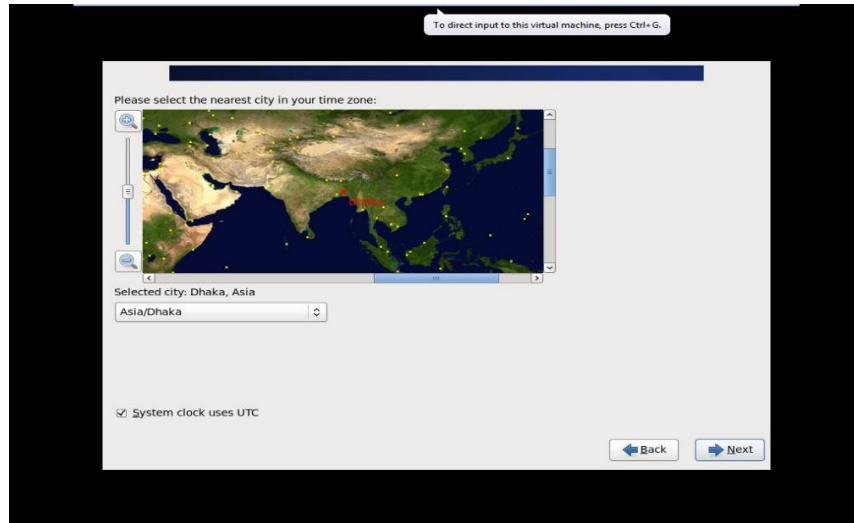 To direct input to this virtual machine, press Ctrl+G.
Please select the nearest city in your time zone:
Dhaka
Selected city: Dhaka, Asia
Asia/Dhaka
System clock uses UTC
Back
Next